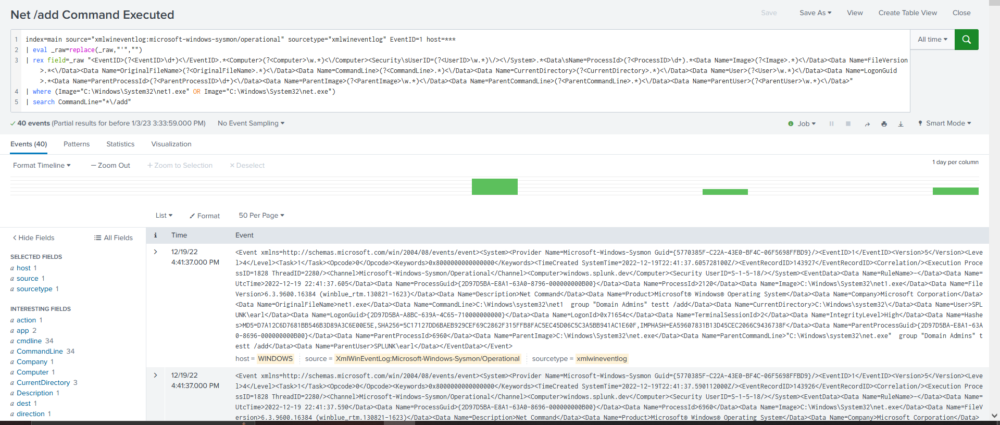 Net /add Command Executed
Save Save As View Create Table View Close
1 index=main source="xmlwineventlog:microsoft-windows-sysmon/operational" sourcetype="xmlwineventlog" EventID=1 host=***
All time
2 | eval _raw=replace(_raw,"'","")
3 | rex field=_raw "<EventID>(?<EventID>\d+)<\/EventID>.*<Computer>(?<Computer>\w.*)<\/Computer><Security\sUserID=(?<UserID>\w.*)\/><\/System>.*<Data\sName=ProcessId>(?<ProcessID>\d+).*<Data Name=Image>(?<Image>.*)<\/Data><Data Name=FileVersion
>.*<\/Data><Data Name=OriginalFileName>(?<OriginalFileName>.*)<\/Data><Data Name=CommandLine>(?<CommandLine>.*)<\/Data><Data Name=CurrentDirectory>(?<CurrentDirectory>.*)<\/Data><Data Name=User>(?<User>\w.*)<\/Data><Data Name=LogonGuid
>.*<Data Name=ParentProcessId>(?<ParentProcessID>\d+)<\/Data><Data Name=ParentImage>(?<ParentImage>\w.*)<\/Data><Data Name=ParentCommandLine>(?<ParentCommandLine>.*)<\/Data><Data Name=ParentUser>(?<ParentUser>\w.*)<\/Data>"
4 | where (Image="C:\Windows\System32\net1.exe" OR Image="C:\Windows\System32\net.exe")
5 | search CommandLine="*\/add"
40 events (Partial results for before 1/3/23 3:33:59.000 PM) No Event Sampling Job Smart Mode
Events (40) Patterns Statistics Visualization
Format Timeline — Zoom Out + Zoom to Selection × Deselect 1 day per column
List Format 50 Per Page
< Hide Fields All Fields
SELECTED FIELDS
a host 1
a source 1
a sourcetype 1
INTERESTING FIELDS
a action 1
a app 2
a cmdline 34
a CommandLine 34
a Company 1
a Computer 1
a CurrentDirectory 3
a Description 1
a dest 1
a direction 1
i Time Event
> 12/19/22
4:41:37.000 PM
<Event xmlns=http://schemas.microsoft.com/win/2004/08/events/event><System><Provider Name=Microsoft-Windows-Sysmon Guid={5770385F-C22A-43E0-BF4C-06F5698FFBD9}/><EventID>1</EventID><Version>5</Version><Leve
l>4</Level><Task>1</Task><Opcode>0</Opcode><Keywords>0x8000000000000000</Keywords><TimeCreated SystemTime=2022-12-19T22:41:37.605728100Z/><EventRecordID>143927</EventRecordID><Correlation/><Execution Proce
ssID=1828 ThreadID=2280/><Channel>Microsoft-Windows-Sysmon/Operational</Channel><Computer>windows.splunk.dev</Computer><Security UserID=S-1-5-18/></System><EventData><Data Name=RuleName>-</Data><Data Name=
UtcTime>2022-12-19 22:41:37.605</Data><Data Name=ProcessGuid>{2D97D5BA-E8A1-63A0-8796-000000000B00}</Data><Data Name=ProcessId>2120</Data><Data Name=Image>C:\Windows\System32\net1.exe</Data><Data Name=File
Version>6.3.9600.16384 (winblue_rtm.130821-1623)</Data><Data Name=Description>Net Command</Data><Data Name=Product>Microsoft® Windows® Operating System</Data><Data Name=Company>Microsoft Corporation</Data>
<Data Name=OriginalFileName>net1.exe</Data><Data Name=CommandLine>C:\Windows\system32\net1  group "Domain Admins" testt /add</Data><Data Name=CurrentDirectory>C:\Windows\system32\</Data><Data Name=User>SPL
UNK\earl</Data><Data Name=LogonGuid>{2D97D5BA-A8BC-639A-4C65-710000000000}</Data><Data Name=LogonId>0x71654c</Data><Data Name=TerminalSessionId>2</Data><Data Name=IntegrityLevel>High</Data><Data Name=Hashe
s>MD5=D7A12C6D7681BB546B3D89A3C6E00E5E,SHA256=5C17127DD6BAEB929CEF69C2862F315FFB8FAC5EC45D06C5C3A5BB941AC1E60F,IMPHASH=EA59607831B13D45CEC2066C9436738F</Data><Data Name=ParentProcessGuid>{2D97D5BA-E8A1-63A
0-8696-000000000B00}</Data><Data Name=ParentProcessId>6960</Data><Data Name=ParentImage>C:\Windows\System32\net.exe</Data><Data Name=ParentCommandLine>"C:\Windows\system32\net.exe"  group "Domain Admins" t
estt /add</Data><Data Name=ParentUser>SPLUNK\earl</Data></EventData></Event>
host = WINDOWS source = XmlWinEventLog:Microsoft-Windows-Sysmon/Operational sourcetype = xmlwineventlog
> 12/19/22
4:41:37.000 PM
<Event xmlns=http://schemas.microsoft.com/win/2004/08/events/event><System><Provider Name=Microsoft-Windows-Sysmon Guid={5770385F-C22A-43E0-BF4C-06F5698FFBD9}/><EventID>1</EventID><Version>5</Version><Leve
l>4</Level><Task>1</Task><Opcode>0</Opcode><Keywords>0x8000000000000000</Keywords><TimeCreated SystemTime=2022-12-19T22:41:37.590112000Z/><EventRecordID>143926</EventRecordID><Correlation/><Execution Proce
ssID=1828 ThreadID=2280/><Channel>Microsoft-Windows-Sysmon/Operational</Channel><Computer>windows.splunk.dev</Computer><Security UserID=S-1-5-18/></System><EventData><Data Name=RuleName>-</Data><Data Name=
UtcTime>2022-12-19 22:41:37.590</Data><Data Name=ProcessGuid>{2D97D5BA-E8A1-63A0-8696-000000000B00}</Data><Data Name=ProcessId>6960</Data><Data Name=Image>C:\Windows\System32\net.exe</Data><Data Name=FileV
ersion>6.3.9600.16384 (winblue_rtm.130821-1623)</Data><Data Name=Description>Net Command</Data><Data Name=Product>Microsoft® Windows® Operating System</Data><Data Name=Company>Microsoft Corporation</Data>